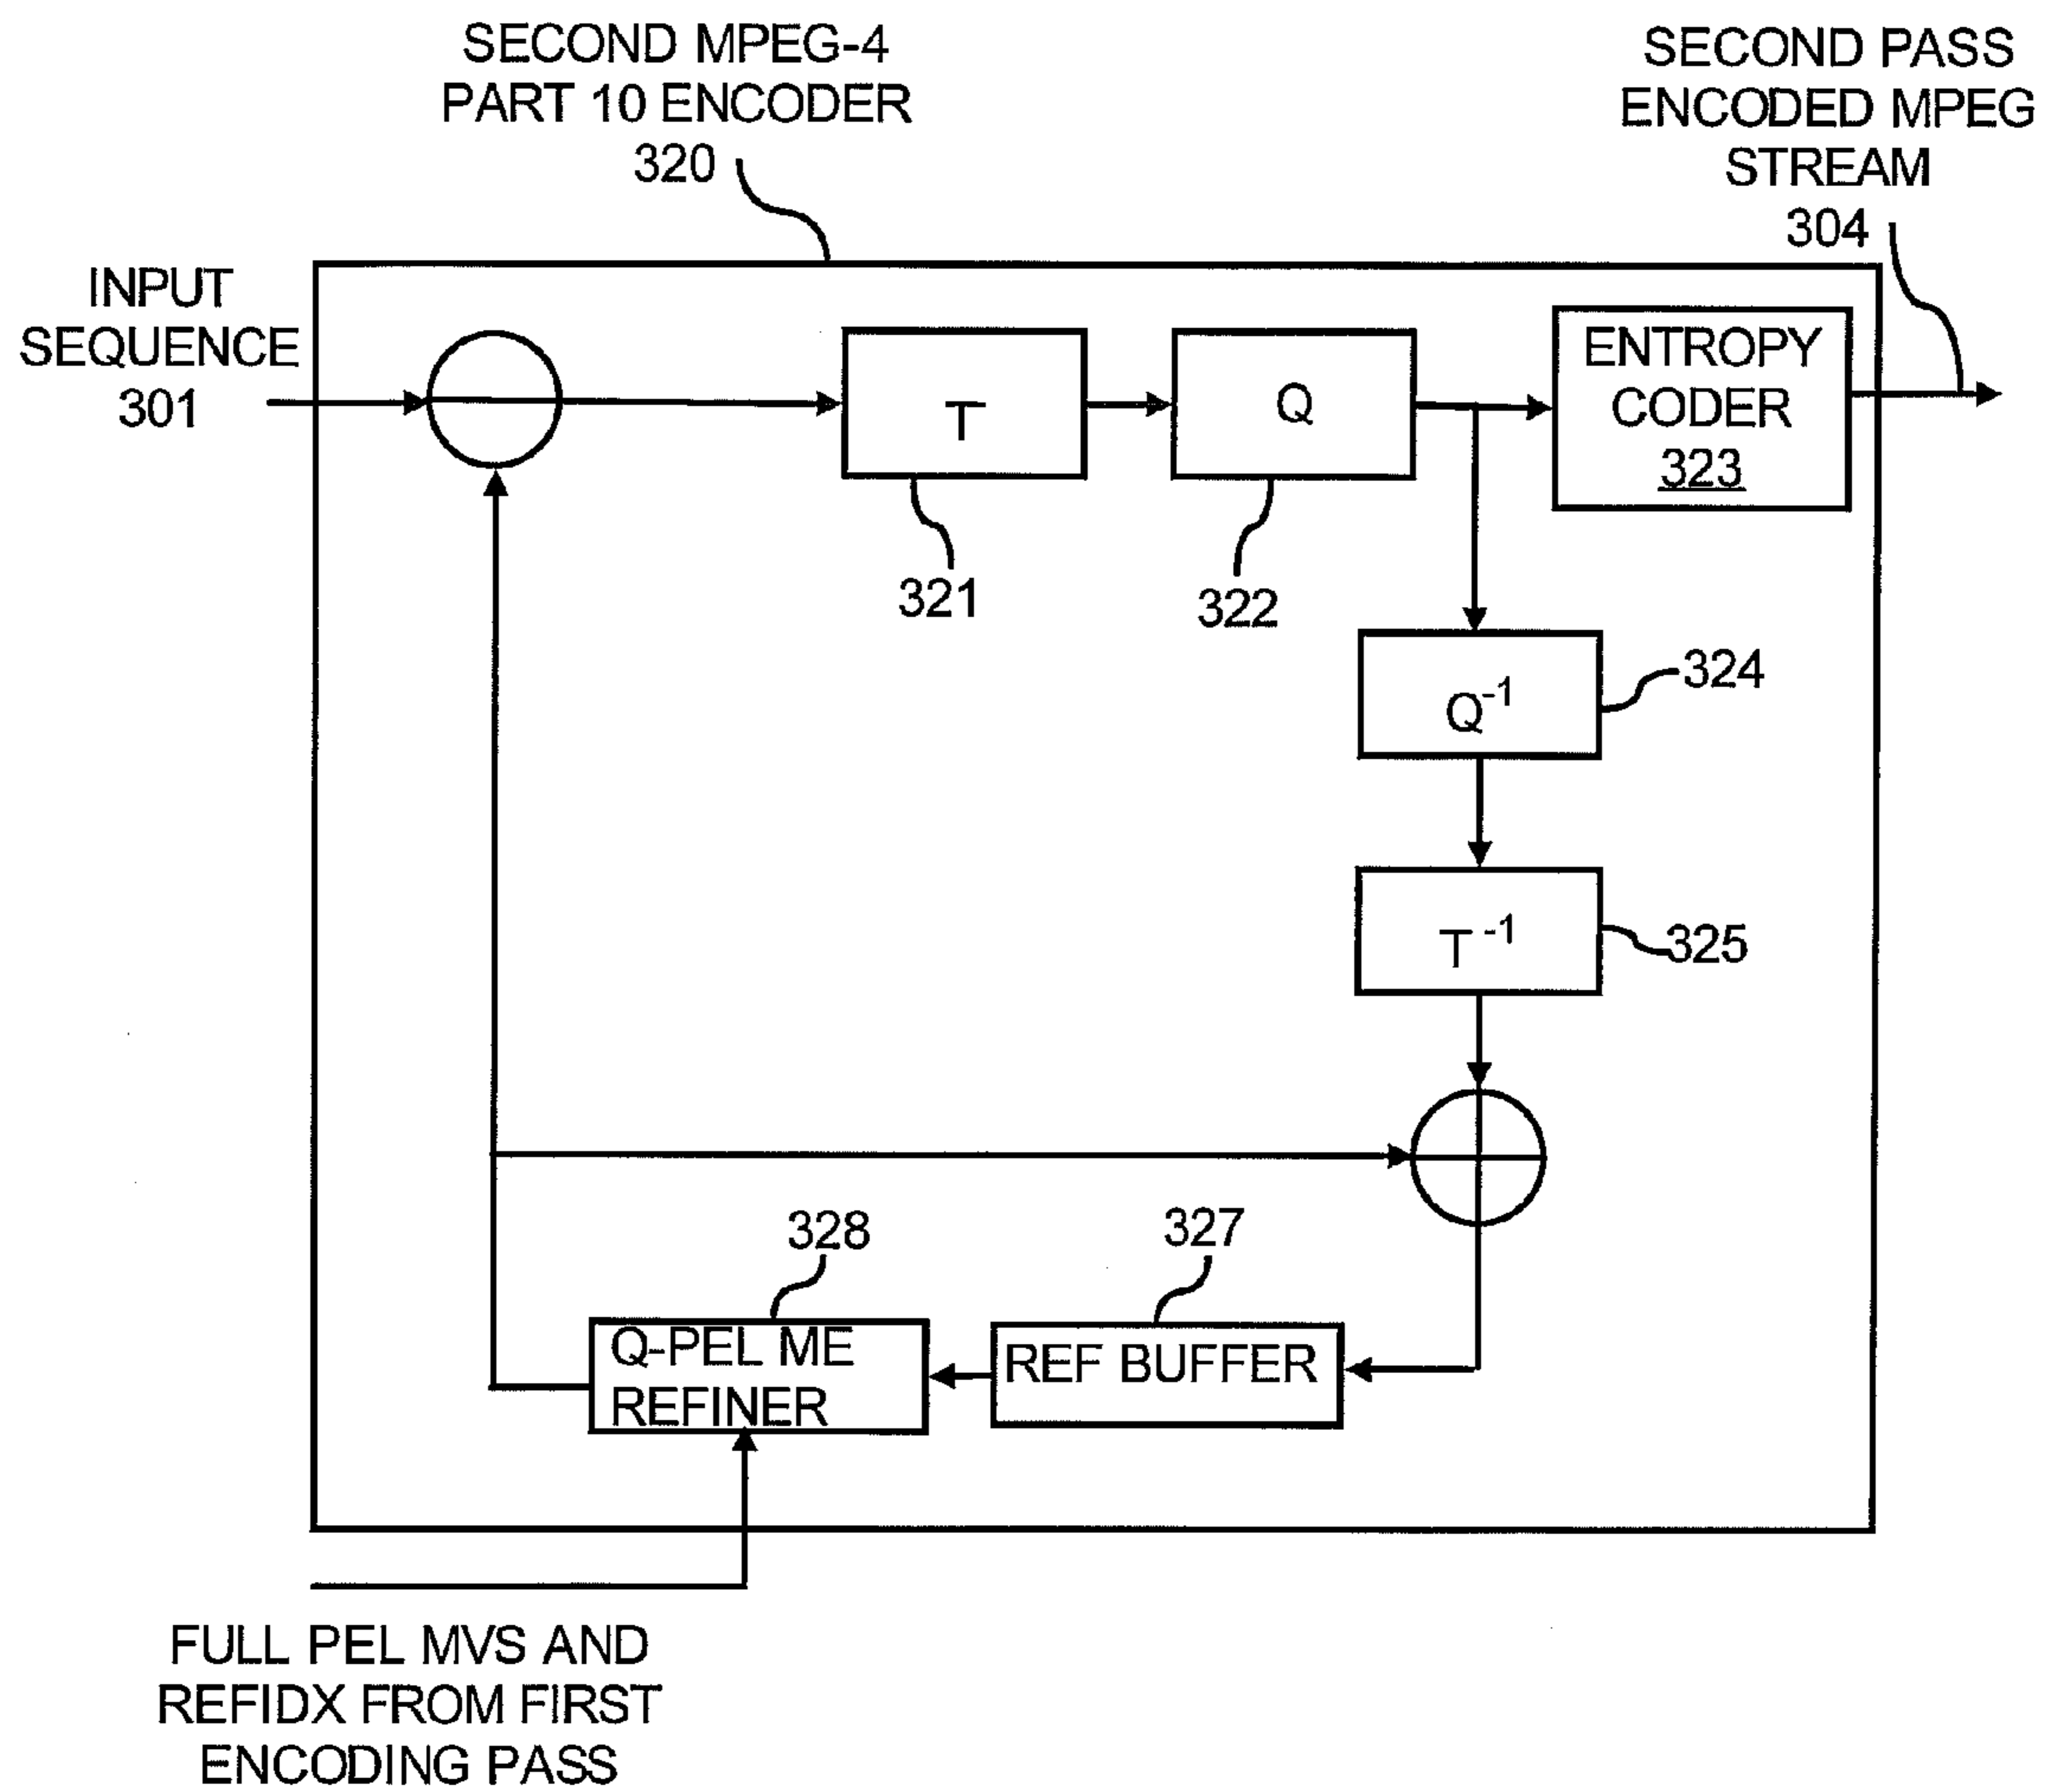 SECOND MPEG-4
PART 10 ENCODER
320
SECOND PASS
ENCODED MPEG
STREAM
304
INPUT
SEQUENCE
301
T
Q
ENTROPY
CODER
323
321
322
Q-1
324
T-1
325
328
327
Q-PEL ME
REFINER
REF BUFFER
FULL PEL MVS AND
REFIDX FROM FIRST
ENCODING PASS